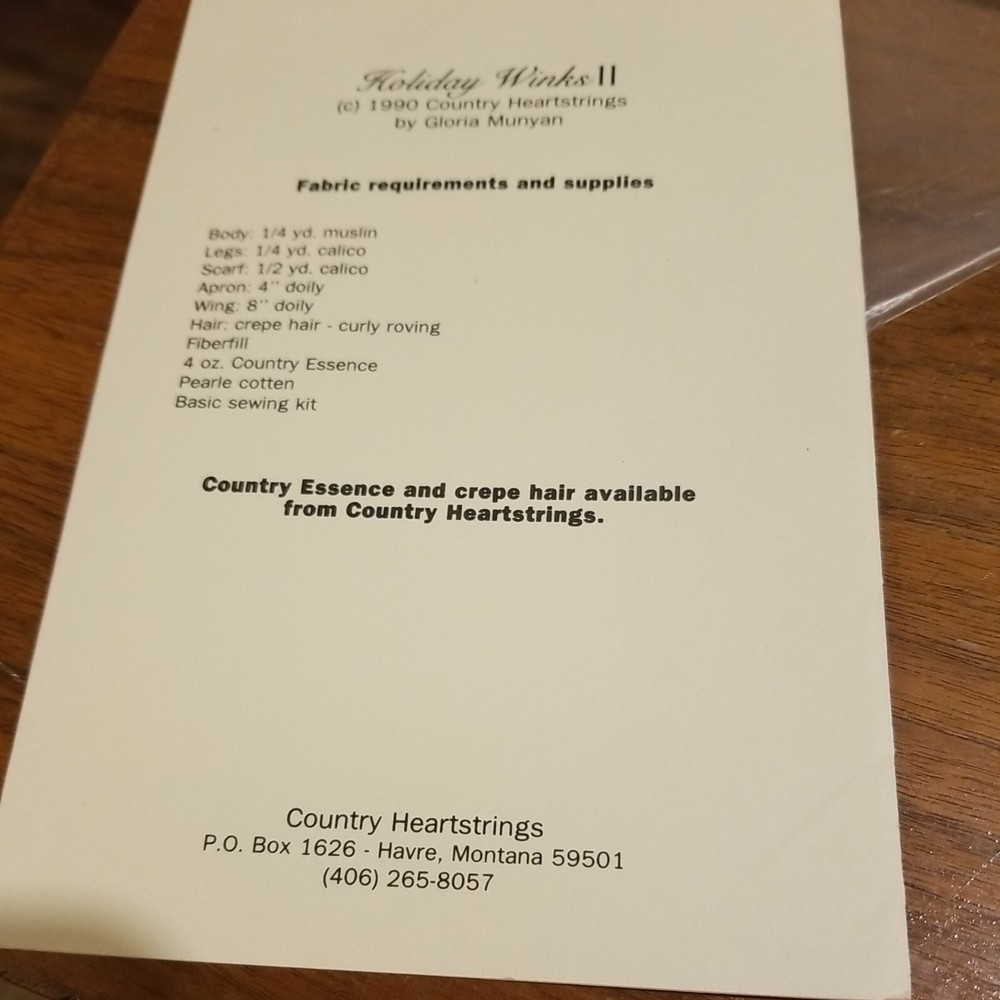 Holiday Winks II
(c) 1990 Country Heartstrings
by Gloria Munyan
Fabric requirements and supplies
Body: 1/4 yd. muslin
Legs: 1/4 yd. calico
Scarf: 1/2 yd. calico
Apron: 4" doily
Wing: 8" doily
Hair: crepe hair - curly roving
Fiberfill
4 oz. Country Essence
Pearle cotten
Basic sewing kit
Country Essence and crepe hair available
from Country Heartstrings.
Country Heartstrings
P.O. Box 1626 - Havre, Montana 59501
(406) 265-8057